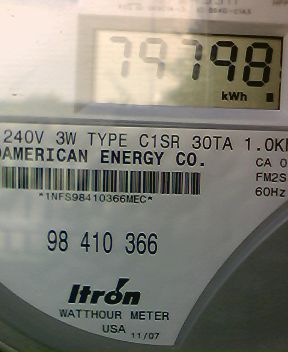 79798
kWh
240V 3W TYPE C1SR 30TA 1.0K
AMERICAN ENERGY CO.
CA 0
FM2S
60Hz
*1NFS98410366MEC*
98 410 366
Itrón
WATTHOUR METER
USA 11/07